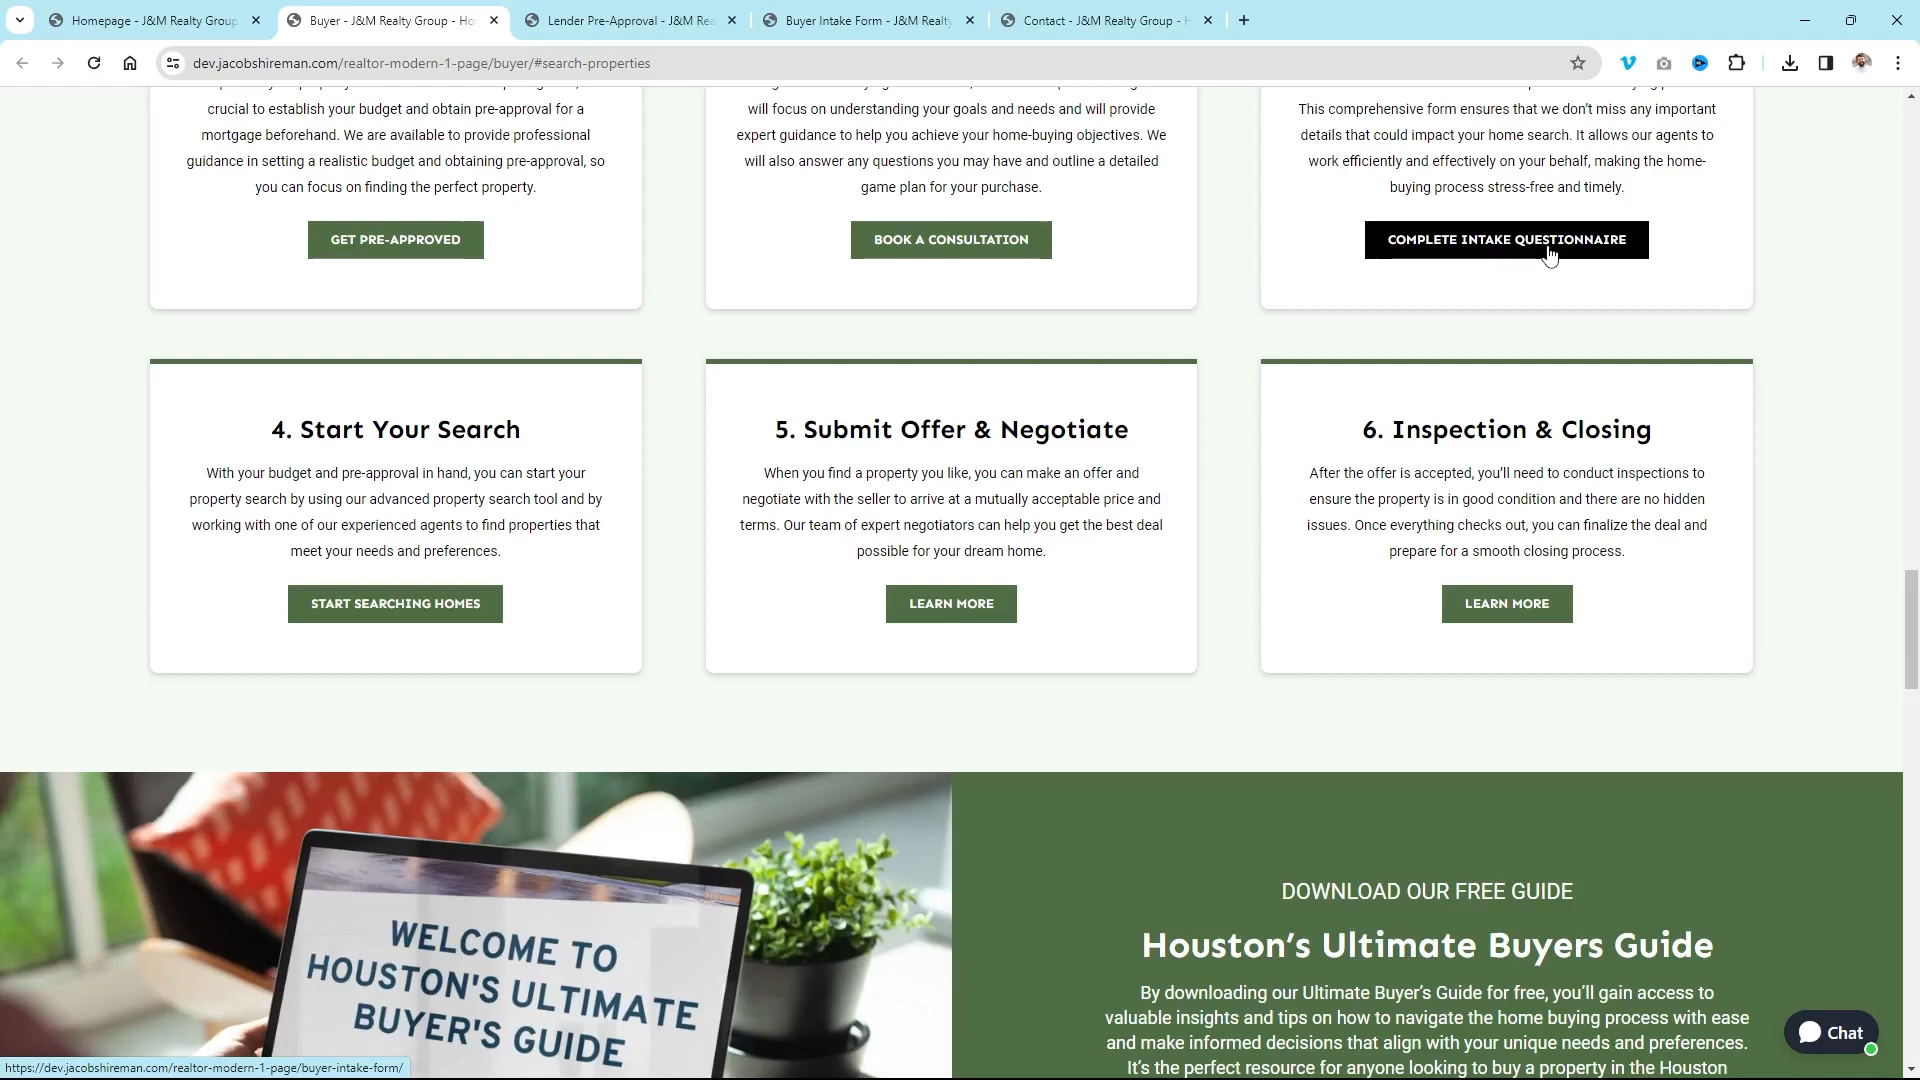 Homepage - J&M Realty Group
Buyer - J&M Realty Group - Ho
Lender Pre-Approval - J&M Rea
Buyer Intake Form - J&M Realty
Contact - J&M Realty Group - H
dev.jacobshireman.com/realtor-modern-1-page/buyer/#search-properties
crucial to establish your budget and obtain pre-approval for a
mortgage beforehand. We are available to provide professional
guidance in setting a realistic budget and obtaining pre-approval, so
you can focus on finding the perfect property.
GET PRE-APPROVED
will focus on understanding your goals and needs and will provide
expert guidance to help you achieve your home-buying objectives. We
will also answer any questions you may have and outline a detailed
game plan for your purchase.
BOOK A CONSULTATION
This comprehensive form ensures that we don't miss any important
details that could impact your home search. It allows our agents to
work efficiently and effectively on your behalf, making the home-
buying process stress-free and timely.
COMPLETE INTAKE QUESTIONNAIRE
4. Start Your Search
With your budget and pre-approval in hand, you can start your
property search by using our advanced property search tool and by
working with one of our experienced agents to find properties that
meet your needs and preferences.
START SEARCHING HOMES
5. Submit Offer & Negotiate
When you find a property you like, you can make an offer and
negotiate with the seller to arrive at a mutually acceptable price and
terms. Our team of expert negotiators can help you get the best deal
possible for your dream home.
LEARN MORE
6. Inspection & Closing
After the offer is accepted, you'll need to conduct inspections to
ensure the property is in good condition and there are no hidden
issues. Once everything checks out, you can finalize the deal and
prepare for a smooth closing process.
LEARN MORE
WELCOME TO
HOUSTON'S ULTIMATE
BUYER'S GUIDE
DOWNLOAD OUR FREE GUIDE
Houston's Ultimate Buyers Guide
By downloading our Ultimate Buyer's Guide for free, you'll gain access to
valuable insights and tips on how to navigate the home buying process with ease
and make informed decisions that align with your unique needs and preferences.
It's the perfect resource for anyone looking to buy a property in the Houston
Chat
https://dev.jacobshireman.com/realtor-modern-1-page/buyer-intake-form/